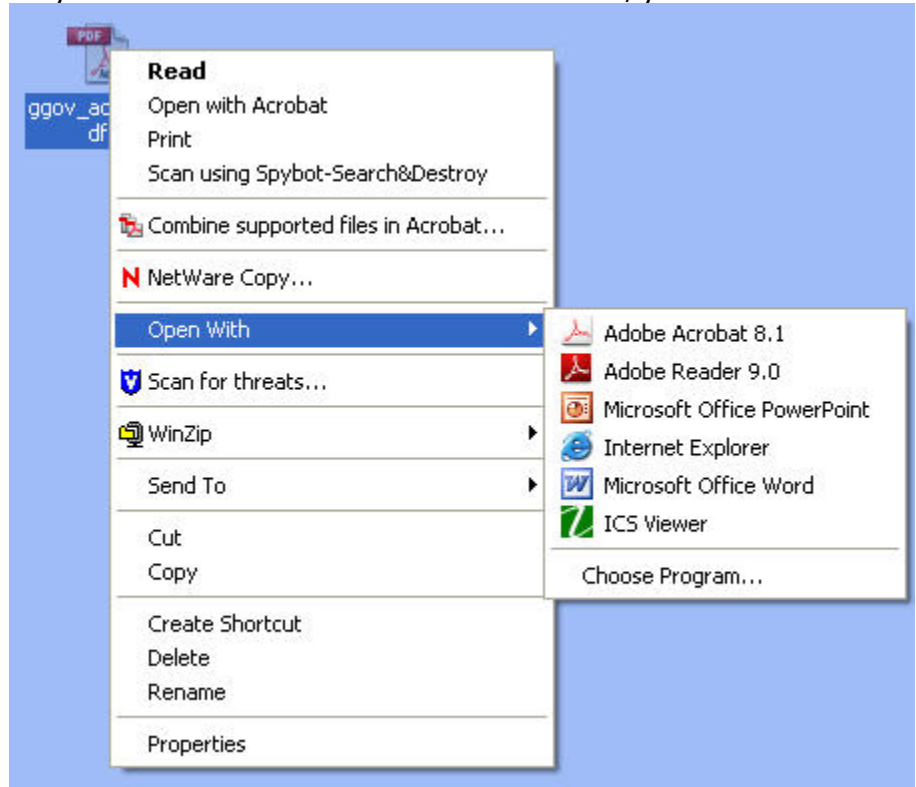 PDF
Read
ggov_ac
df
Open with Acrobat
Print
Scan using Spybot-Search&Destroy
Combine supported files in Acrobat...
NetWare Copy...
Open With
Scan for threats...
WinZip
Send To
Cut
Copy
Create Shortcut
Delete
Rename
Properties
Adobe Acrobat 8.1
Adobe Reader 9.0
Microsoft Office PowerPoint
Internet Explorer
Microsoft Office Word
ICS Viewer
Choose Program...